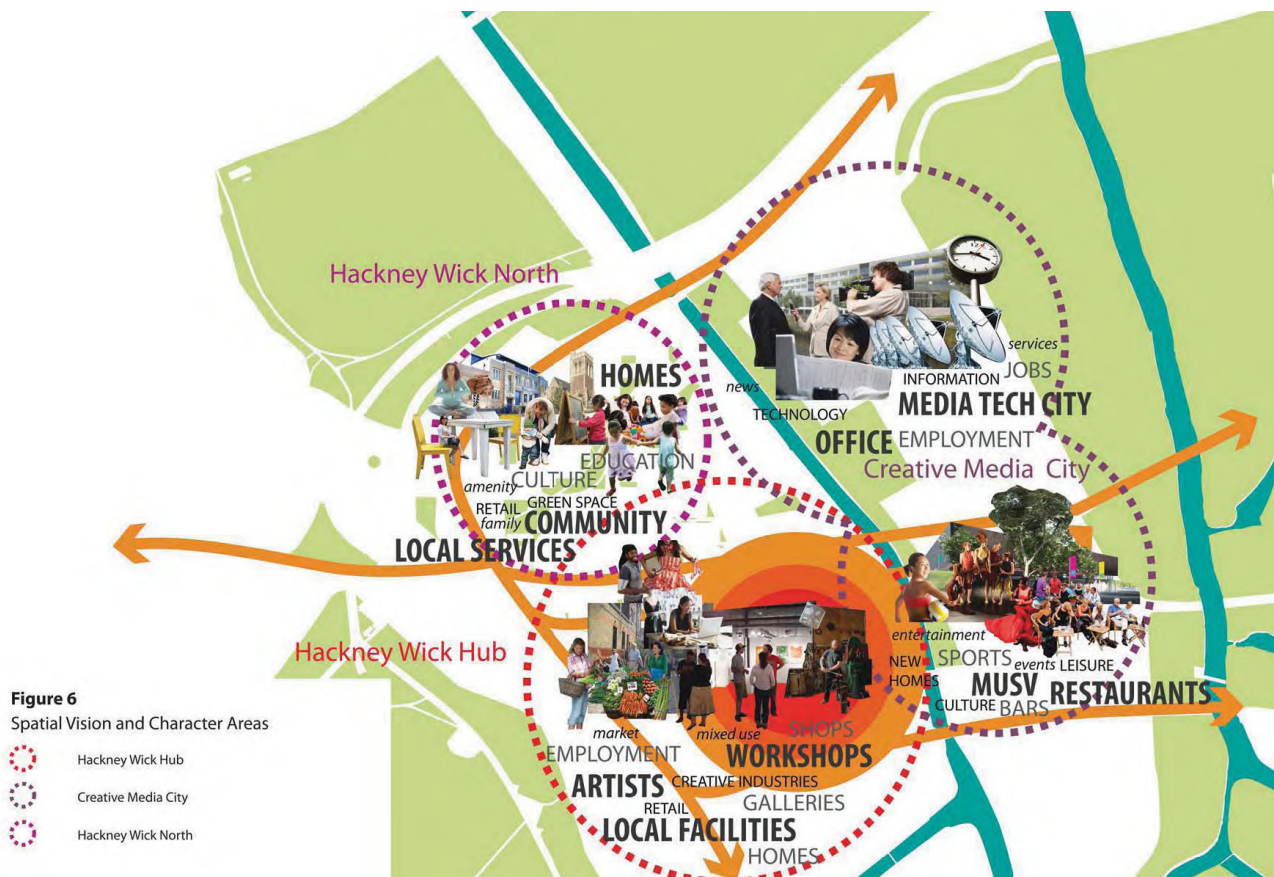 Hackney Wick North
HOMES
EDUCATION
amenity
CULTURE
RETAIL
GREEN SPACE
family
COMMUNITY
LOCAL SERVICES
services
JOBS
INFORMATION
news
MEDIA TECH CITY
TECHNOLOGY
OFFICE
EMPLOYMENT
Creative Media City
Hackney Wick Hub
entertainment
NEW
HOMES
SPORTS
events
LEISURE
MUSV
RESTAURANTS
CULTURE
BARS
SHOPS
market
mixed use
EMPLOYMENT
WORKSHOPS
ARTISTS
CREATIVE INDUSTRIES
RETAIL
GALLERIES
LOCAL FACILITIES
HOMES
Figure 6
Spatial Vision and Character Areas
Hackney Wick Hub
Creative Media City
Hackney Wick North